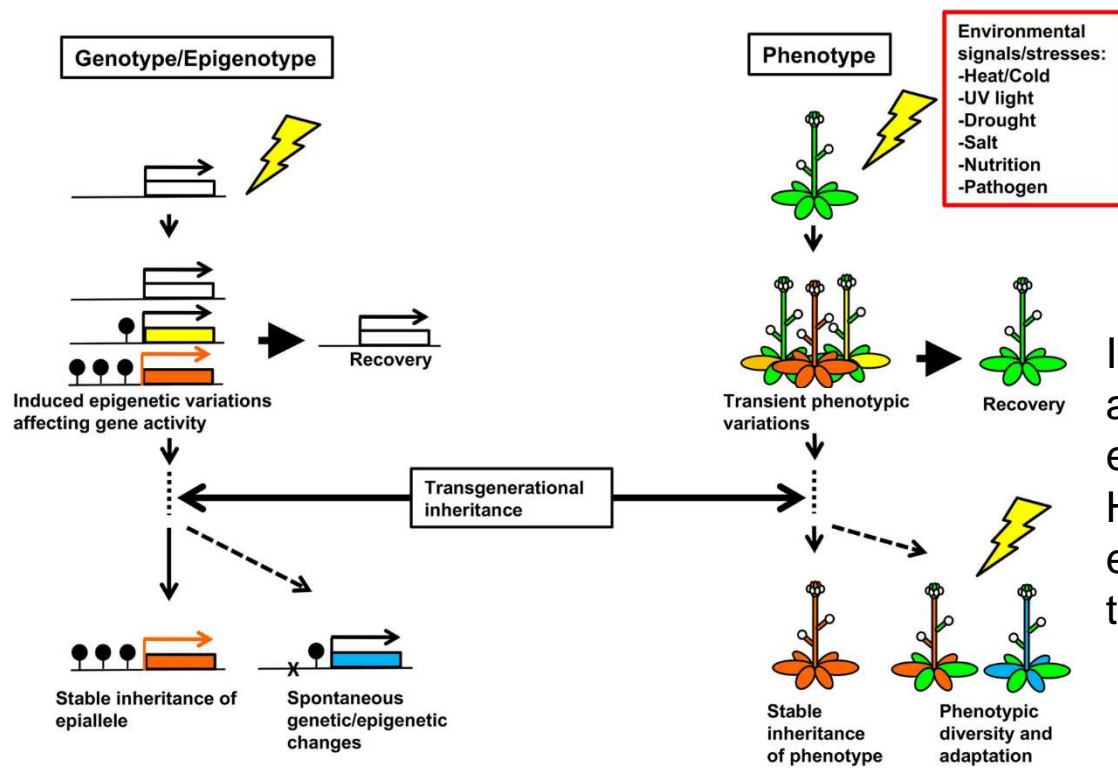 Genotype/Epigenotype
Phenotype
Environmental
signals/stresses:
-Heat/Cold
-UV light
-Drought
-Salt
-Nutrition
-Pathogen
Induced epigenetic variations
affecting gene activity
Recovery
Transient phenotypic
variations
Recovery
Transgenerational
inheritance
X
Stable inheritance of
epiallele
Spontaneous
genetic/epigenetic
changes
Stable
inheritance
of phenotype
Phenotypic
diversity and
adaptation